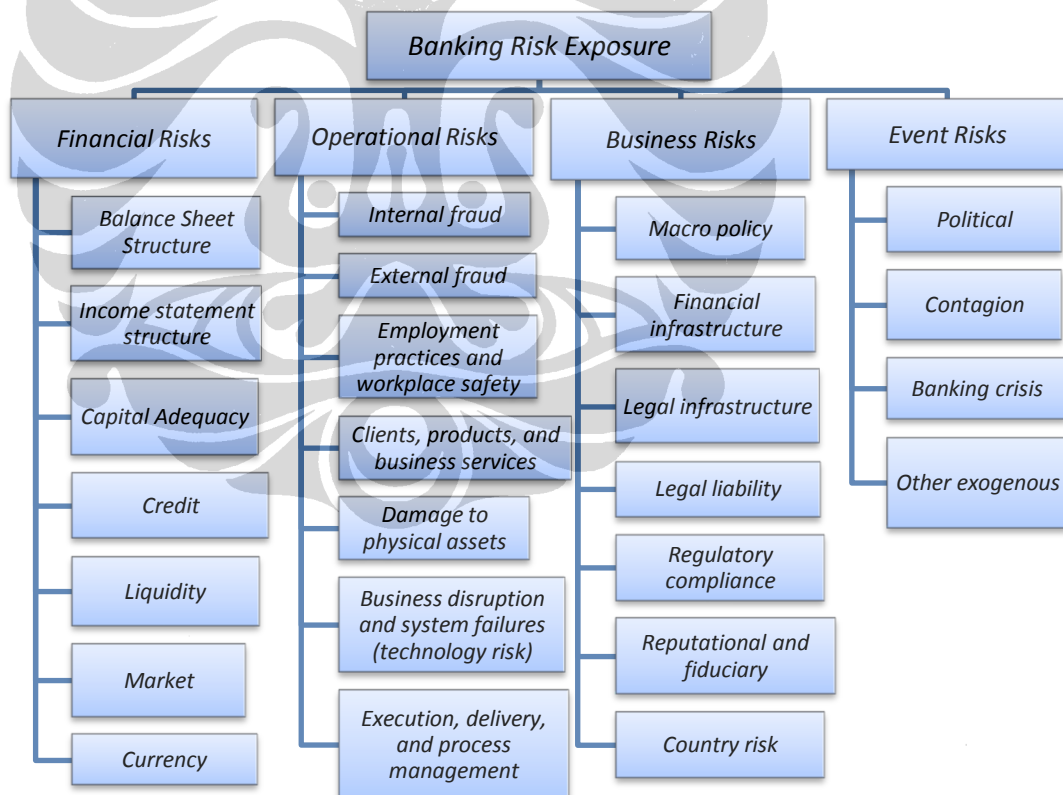 Banking Risk Exposure
Financial Risks
Balance Sheet
Structure
Income statement
structure
Capital Adequacy
Credit
Liquidity
Market
Currency
Operational Risks
Internal fraud
External fraud
Employment
practices and
workplace safety
Clients, products, and
business services
Damage to
physical assets
Business disruption
and system failures
(technology risk)
Execution, delivery,
and process
management
Business Risks
Macro policy
Financial
infrastructure
Legal infrastructure
Legal liability
Regulatory
compliance
Reputational and
fiduciary
Country risk
Event Risks
Political
Contagion
Banking crisis
Other exogenous